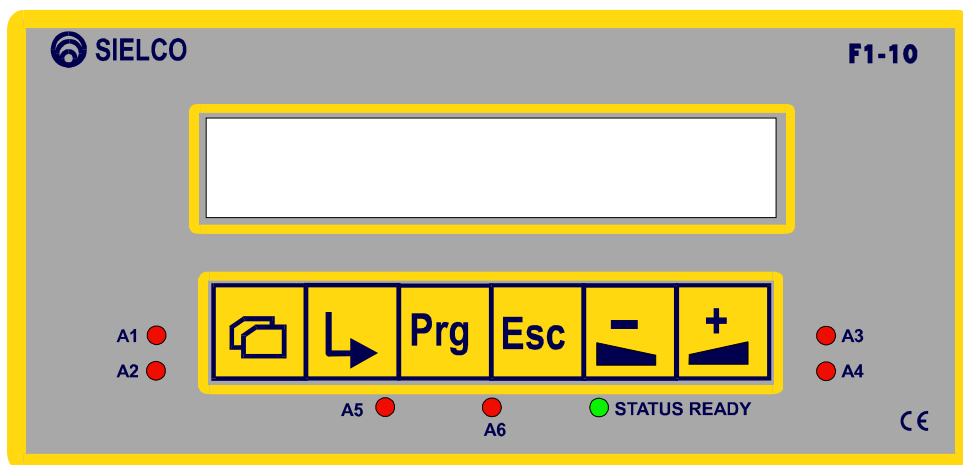 SIELCO
F1-10
Prg
Esc
-
+
A1
A2
A3
A4
A5
A6
STATUS READY
CE